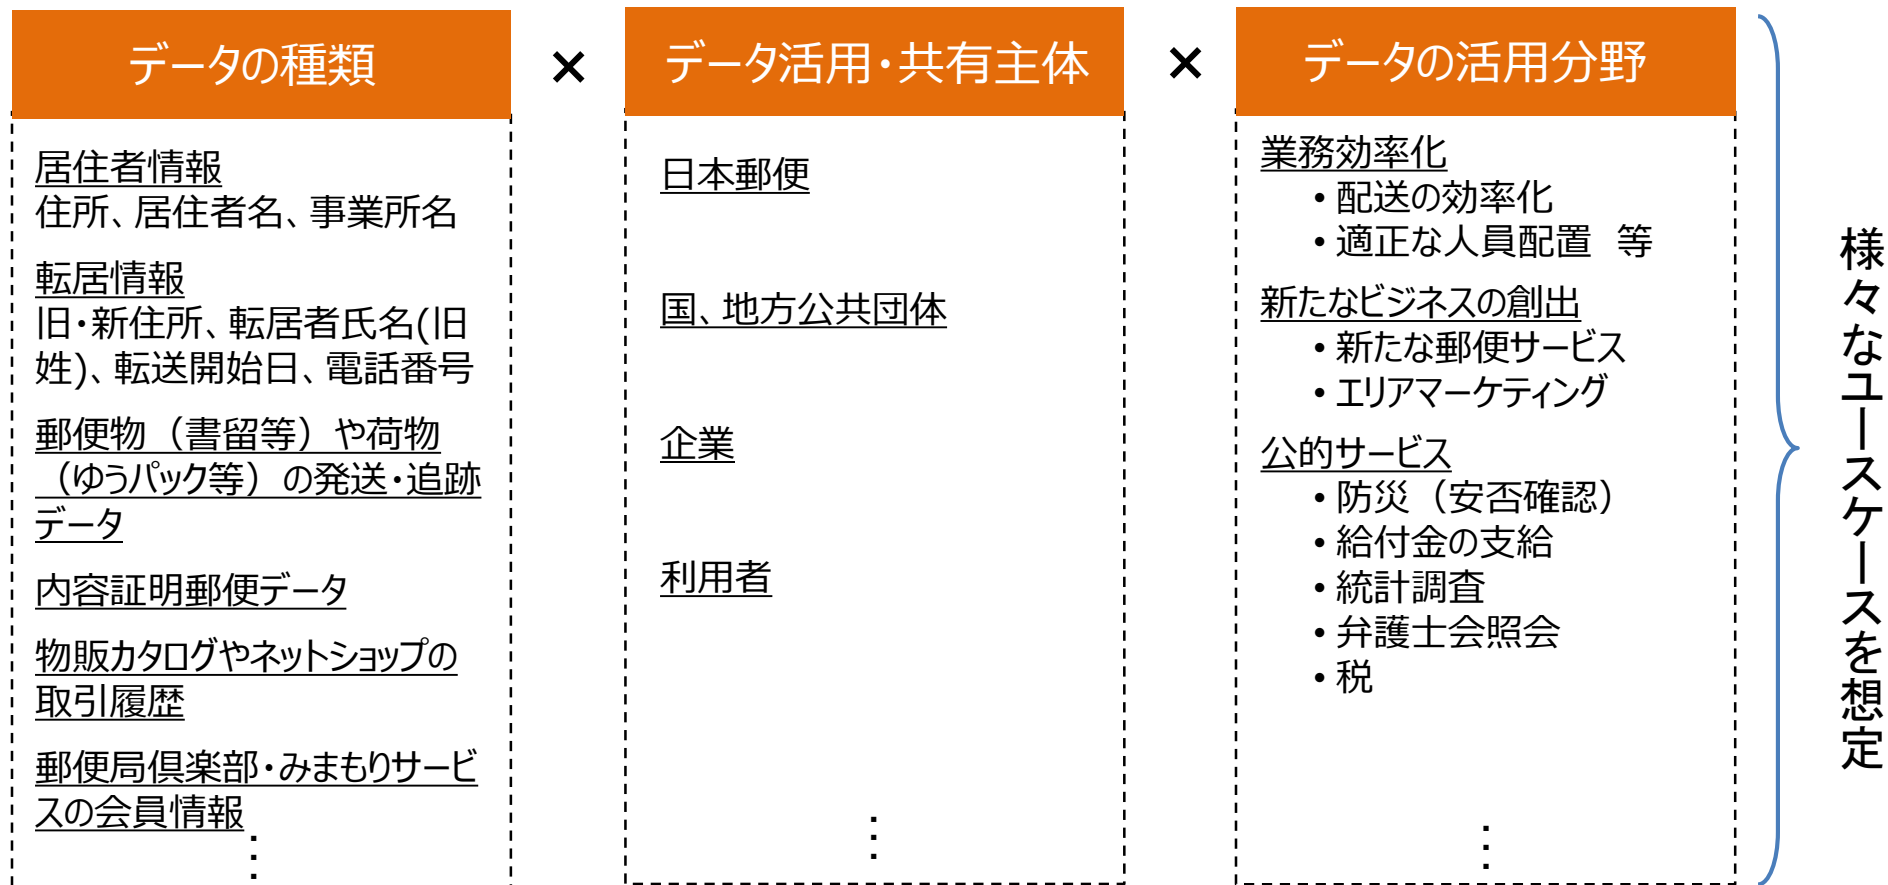 データの種類
×
データ活用・共有主体
×
データの活用分野
居住者情報
住所、居住者名、事業所名
転居情報
旧・新住所、転居者氏名(旧
姓)、転送開始日、電話番号
郵便物（書留等）や荷物
（ゆうパック等）の発送・追跡
データ
内容証明郵便データ
物販カタログやネットショップの
取引履歴
郵便局倶楽部・みまもりサービ
スの会員情報
⋮
日本郵便
国、地方公共団体
企業
利用者
⋮
業務効率化
• 配送の効率化
• 適正な人員配置　等
新たなビジネスの創出
• 新たな郵便サービス
• エリアマーケティング
公的サービス
• 防災（安否確認）
• 給付金の支給
• 統計調査
• 弁護士会照会
• 税
⋮
様々なユースケースを想定